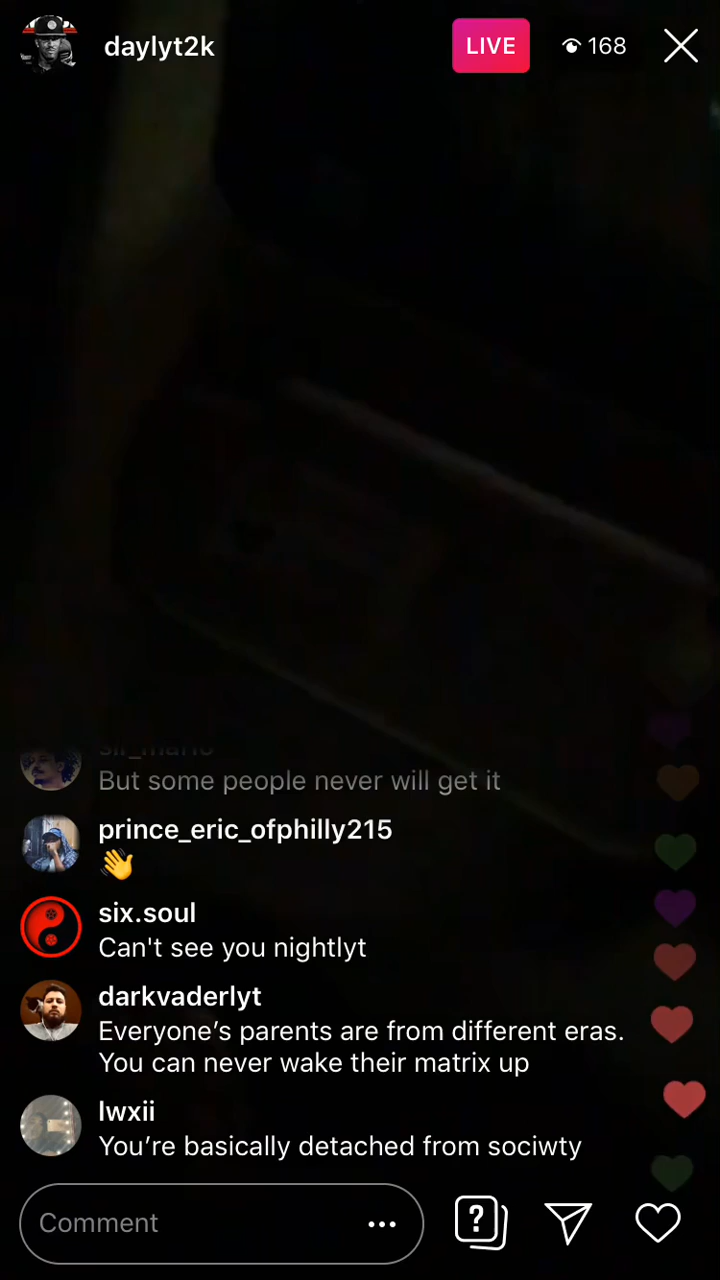 daylyt2k
LIVE
168
But some people never will get it
prince_eric_ofphilly215
👋
six.soul
Can't see you nightlyt
darkvaderlyt
Everyone’s parents are from different eras.
You can never wake their matrix up
lwxii
You’re basically detached from sociwty
Comment
?